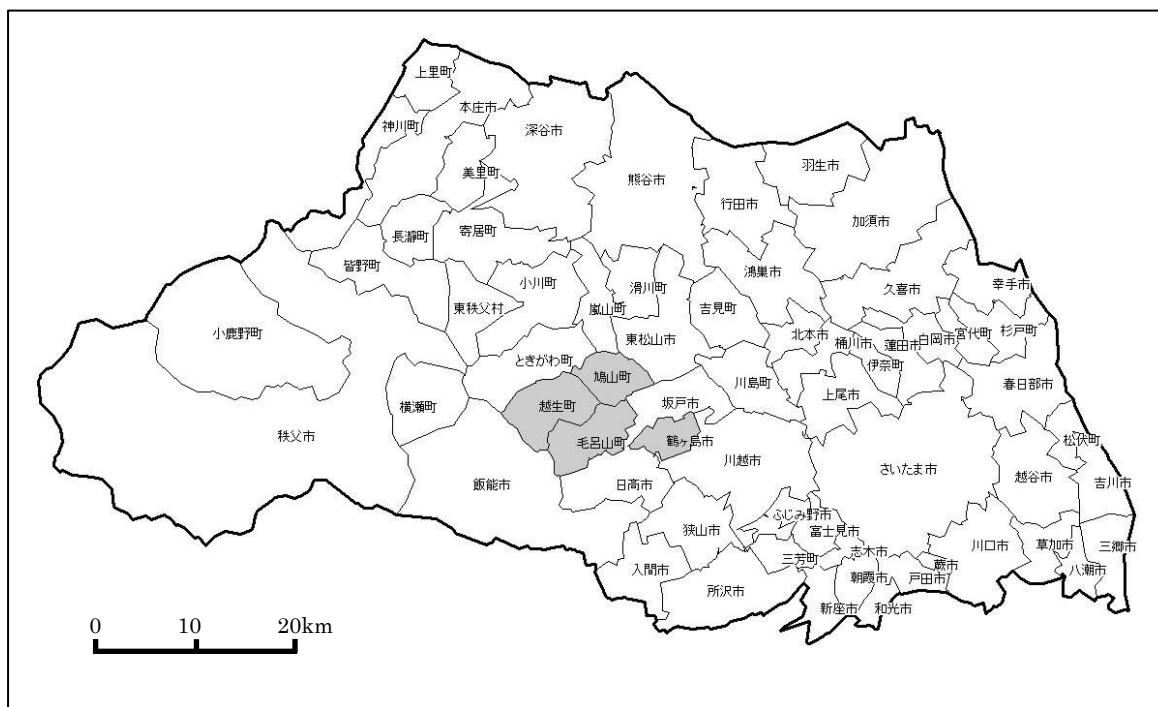 上里町
本庄市
神川町
深谷市
美里町
熊谷市
羽生市
行田市
加須市
長瀞町
寄居町
皆野町
鴻巣市
久喜市
幸手市
小川町
滑川町
吉見町
東秩父村
嵐山町
小鹿野町
東松山市
北本市
桶川市
蓮田市
白岡市
宮代町
杉戸町
ときがわ町
伊奈町
鳩山町
川島町
上尾市
春日部市
横瀬町
越生町
坂戸市
秩父市
毛呂山町
鶴ヶ島市
松伏町
川越市
さいたま市
越谷市
吉川市
飯能市
日高市
ふじみ野市
狭山市
富士見市
川口市
草加市
三郷市
三芳町
志木市
入間市
蕨市
八潮市
所沢市
朝霞市
戸田市
新座市
和光市
0 10 20km